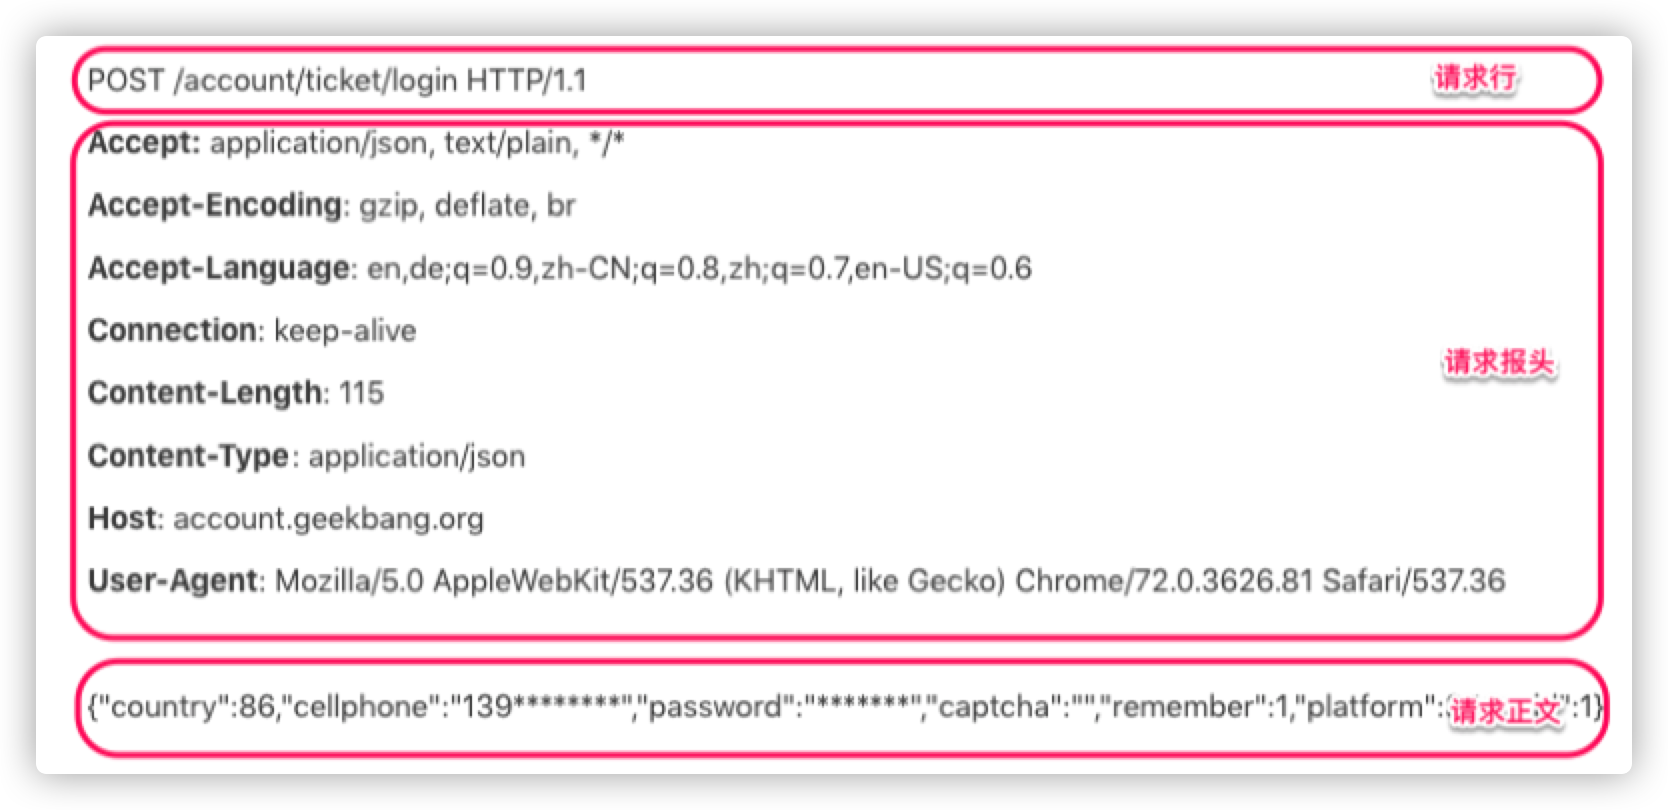 POST /account/ticket/login HTTP/1.1 请求行
Accept: application/json, text/plain, */*
Accept-Encoding: gzip, deflate, br
Accept-Language: en,de;q=0.9,zh-CN;q=0.8,zh;q=0.7,en-US;q=0.6
Connection: keep-alive
请求报头
Content-Length: 115
Content-Type: application/json
Host: account.geekbang.org
User-Agent: Mozilla/5.0 AppleWebKit/537.36 (KHTML, like Gecko) Chrome/72.0.3626.81 Safari/537.36
{"country":86,"cellphone":"139********","password":"*******","captcha":"","remember":1,"platform": ":1}
请求正文